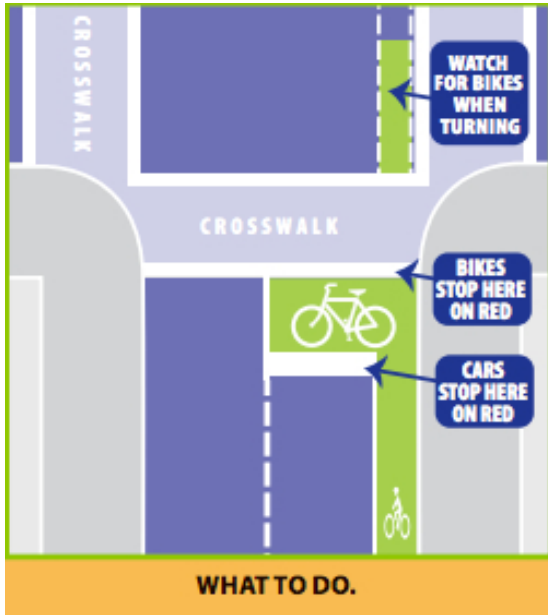 CROSSWALK
WATCH
FOR BIKES
WHEN
TURNING
CROSSWALK
BIKES
STOP HERE
ON RED
CARS
STOP HERE
ON RED
WHAT TO DO.